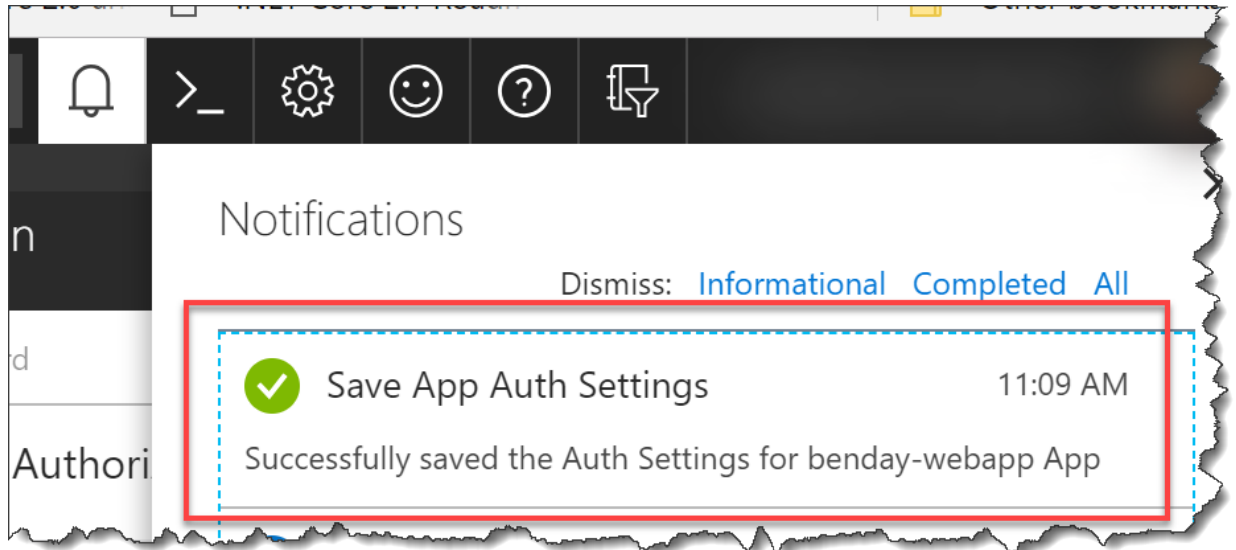 Notifications
n
Dismiss: Informational Completed All
rd
Save App Auth Settings 11:09 AM
Authori
Successfully saved the Auth Settings for benday-webapp App